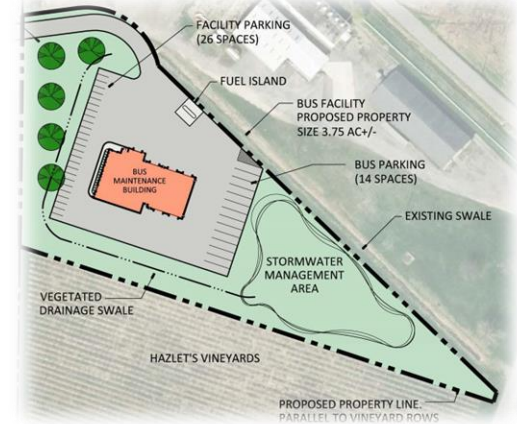 FACILITY PARKING
(26 SPACES)
FUEL ISLAND
BUS FACILITY
PROPOSED PROPERTY
SIZE 3.75 AC+/-
BUS
MAINTENANCE
BUILDING
BUS PARKING
(14 SPACES)
EXISTING SWALE
STORMWATER
MANAGEMENT
AREA
VEGETATED
DRAINAGE SWALE
HAZLET'S VINEYARDS
PROPOSED PROPERTY LINE.
PARALLEL TO VINEYARD ROWS